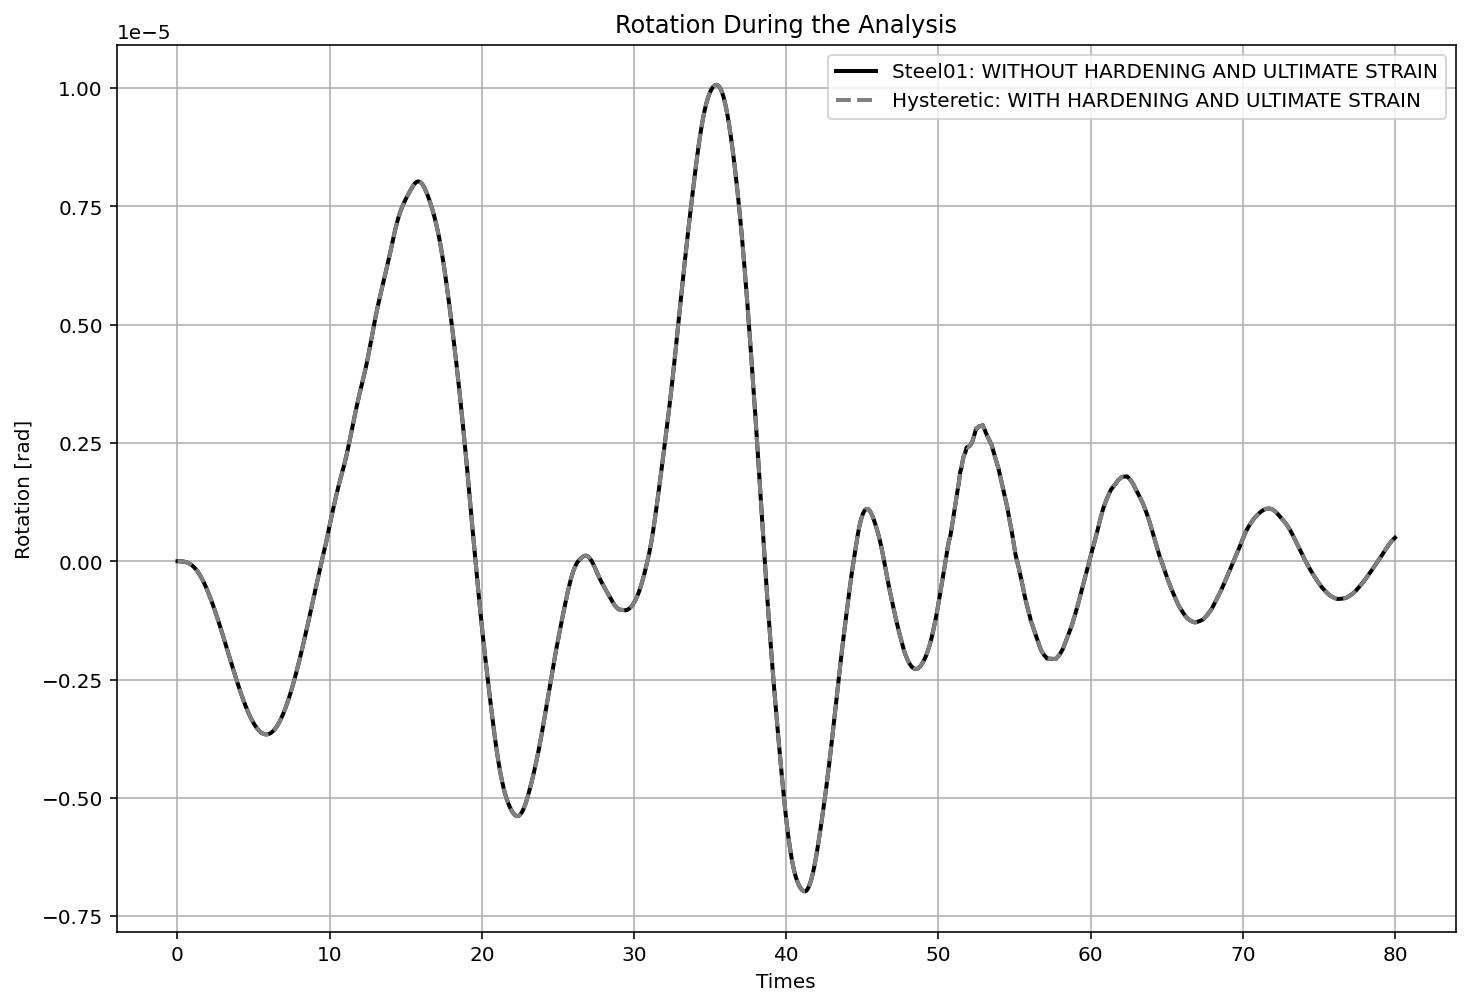 Rotation During the Analysis
1e−5
Steel01: WITHOUT HARDENING AND ULTIMATE STRAIN
Hysteretic: WITH HARDENING AND ULTIMATE STRAIN
1.00
0.75
0.50
0.25
0.00
−0.25
−0.50
−0.75
Rotation [rad]
0 10 20 30 40 50 60 70 80
Times